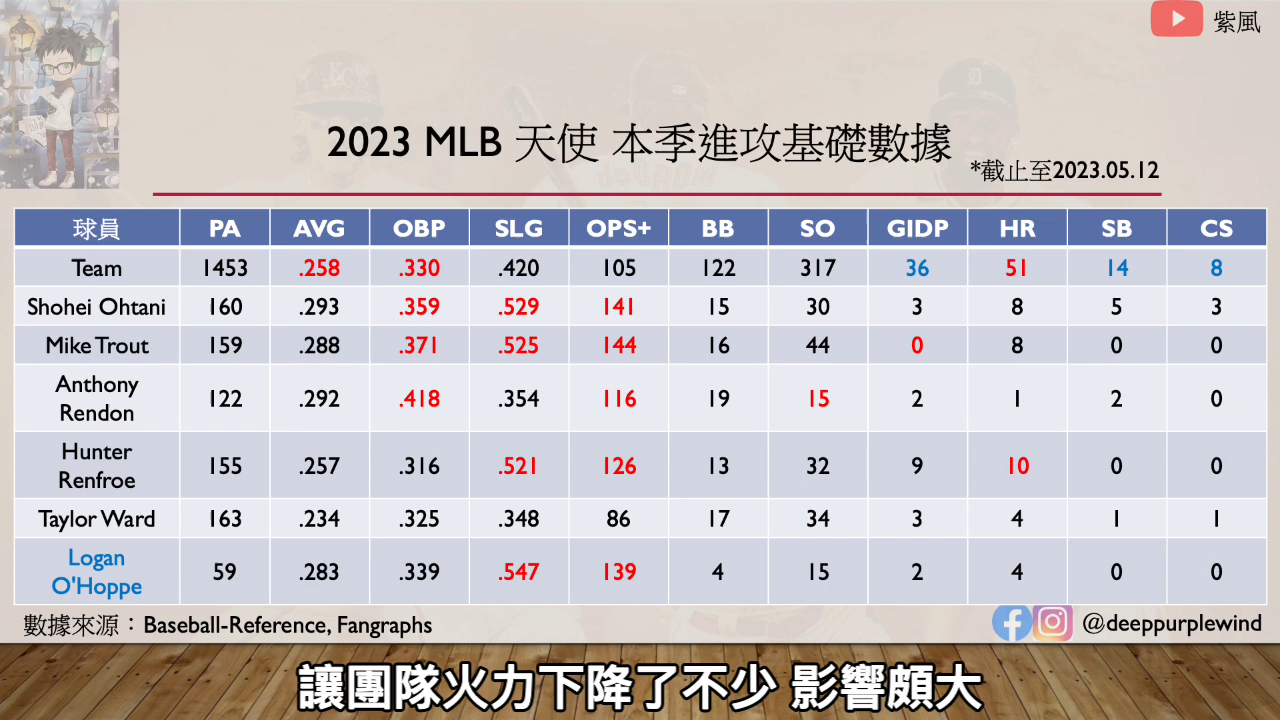 紫風
2023 MLB 天使 本季進攻基礎數據
*截止至2023.05.12
球員 PA AVG OBP SLG OPS+ BB SO GIDP HR SB CS
Team 1453 .258 .330 .420 105 122 317 36 51 14 8
Shohei Ohtani 160 .293 .359 .529 141 15 30 3 8 5 3
Mike Trout 159 .288 .371 .525 144 16 44 0 8 0 0
Anthony
Rendon 122 .292 .418 .354 116 19 15 2 1 2 0
Hunter
Renfroe 155 .257 .316 .521 126 13 32 9 10 0 0
Taylor Ward 163 .234 .325 .348 86 17 34 3 4 1 1
Logan
O'Hoppe 59 .283 .339 .547 139 4 15 2 4 0 0
數據來源：Baseball-Reference, Fngraphs
@deeppurplewind
讓團隊火力下降了不少 影響頗大